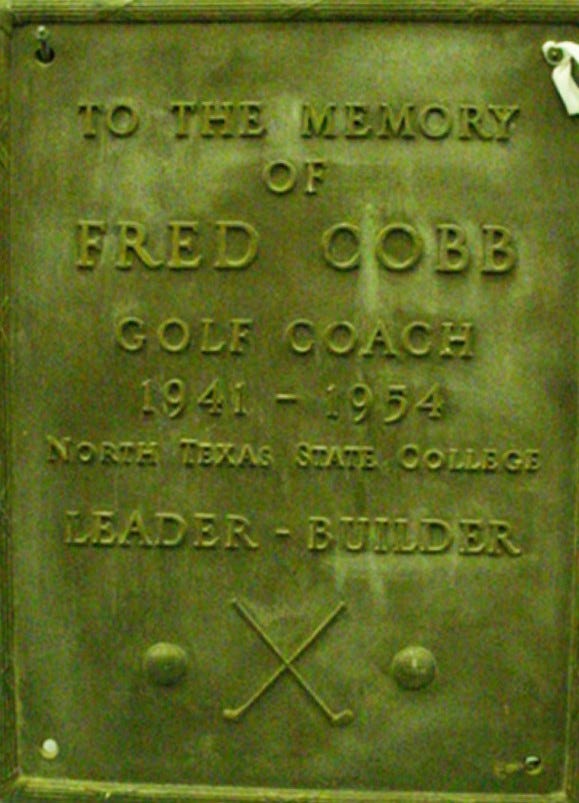 TO THE MEMORY
OF
FRED COBB
GOLF COACH
1941 - 1954
NORTH TEXAS STATE COLLEGE
LEADER - BUILDER